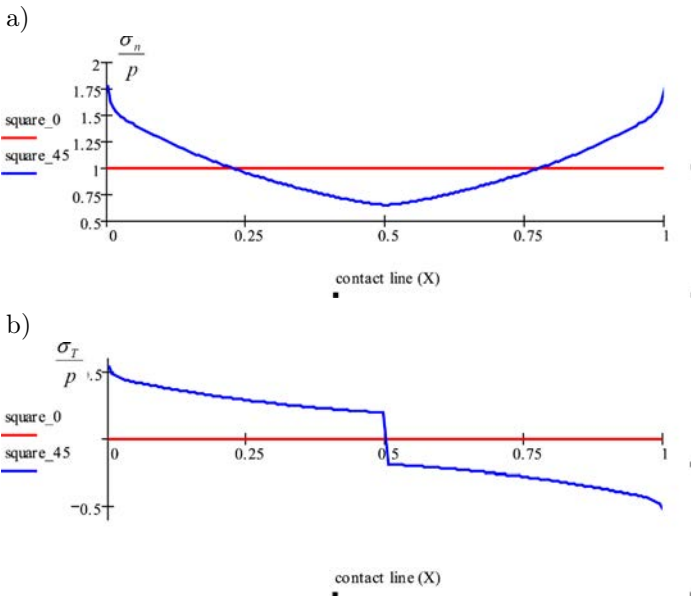 a)
σₙ
p
2
1.75
1.5
1.25
1
0.75
0.5
square_0
square_45
0 0.25 0.5 0.75 1
contact line (X)
b)
σ_T
p
.5
square_0
square_45
0 0.25 0.5 0.75 1
−0.5
contact line (X)